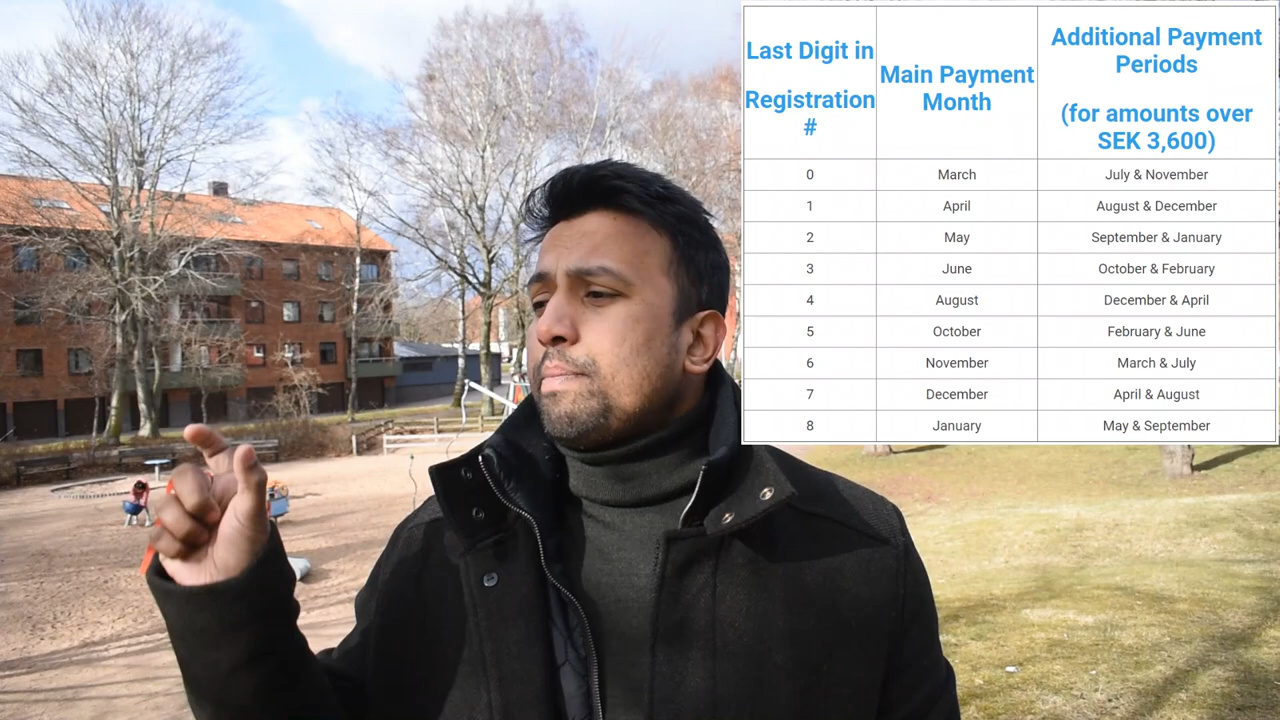 Last Digit in
Registration
#
Main Payment
Month
Additional Payment
Periods
(for amounts over
SEK 3,600)
0 March July & November
1 April August & December
2 May September & January
3 June October & February
4 August December & April
5 October February & June
6 November March & July
7 December April & August
8 January May & September